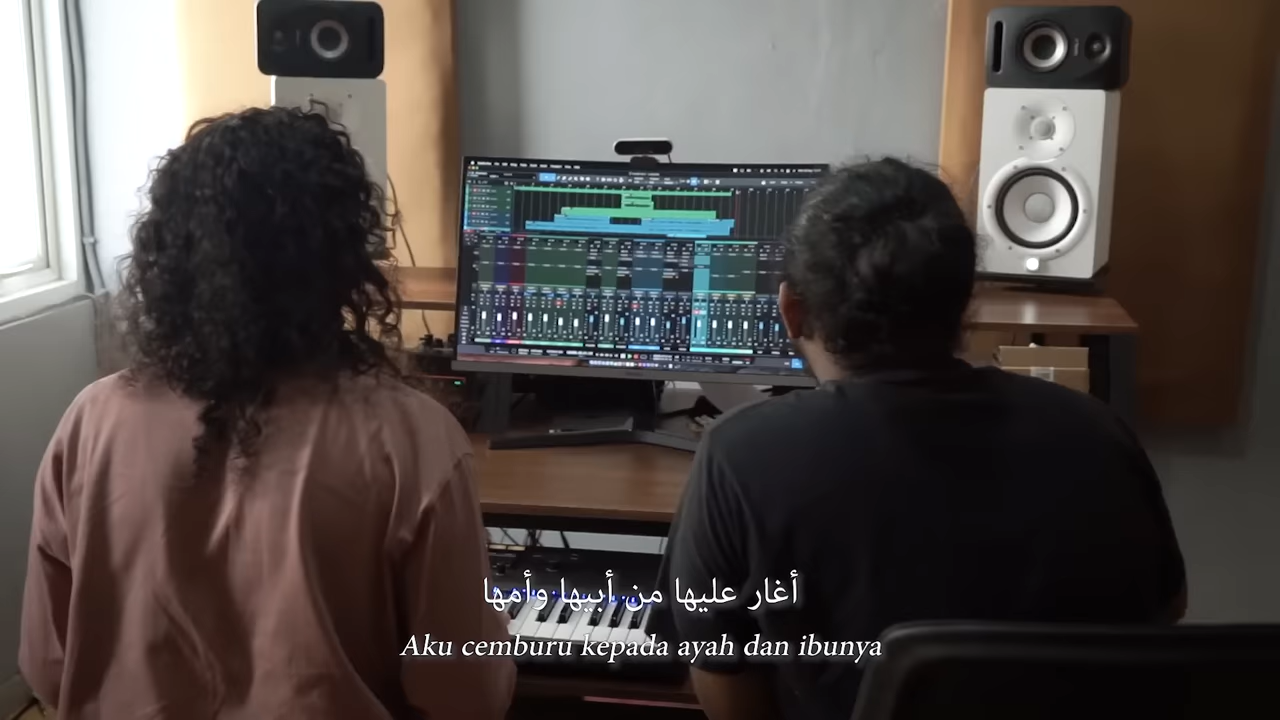 أغار عليها من أبيها وأمها
Aku cemburu kepada ayah dan ibunya